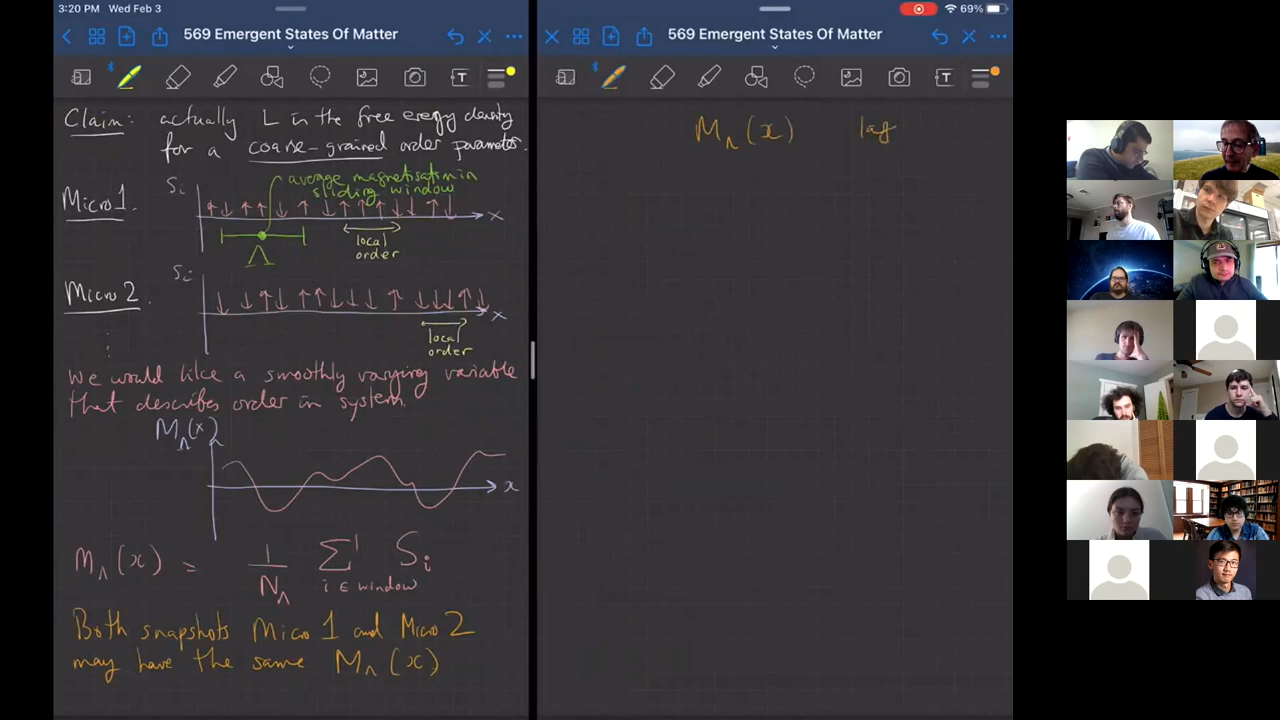 3:20 PM Wed Feb 3
69%
569 Emergent States Of Matter
569 Emergent States Of Matter
Claim: actually L is the free energy density
for a coarse-grained order parameter.
Micro 1.
Si
average magnetisation in
sliding window
x
Λ
local
order
Micro 2.
Si
x
local
order
We would like a smoothly varying variable
that describes order in system.
M_Λ(x)
x
M_Λ(x) = 1/N_Λ Σ' S_i
i ∈ window
Both snapshots Micro 1 and Micro 2
may have the same M_Λ(x)
M_Λ(x)